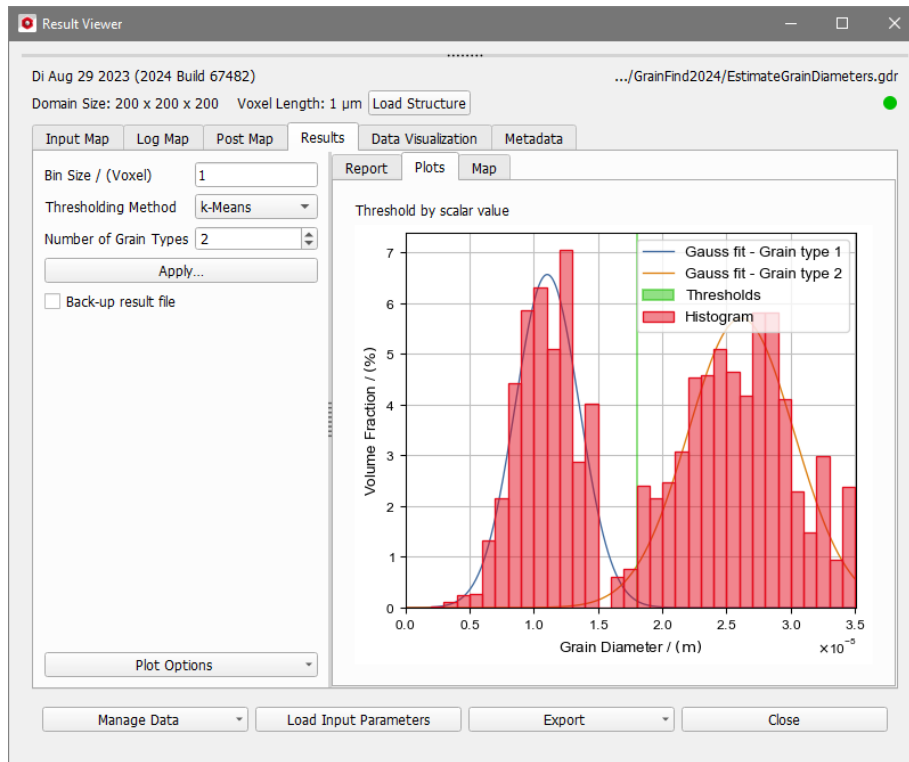 Result Viewer
Di Aug 29 2023 (2024 Build 67482)
.../GrainFind2024/EstimateGrainDiameters.gdr
Domain Size: 200 x 200 x 200 Voxel Length: 1 µm Load Structure
Input Map Log Map Post Map Results Data Visualization Metadata
Bin Size / (Voxel) 1
Thresholding Method k-Means
Number of Grain Types 2
Apply...
Back-up result file
Plot Options
Report Plots Map
Threshold by scalar value
Gauss fit - Grain type 1
Gauss fit - Grain type 2
Thresholds
Histogram
Volume Fraction / (%)
7
6
5
4
3
2
1
0
0.0 0.5 1.0 1.5 2.0 2.5 3.0 3.5
Grain Diameter / (m)
×10⁻⁵
Manage Data Load Input Parameters Export Close